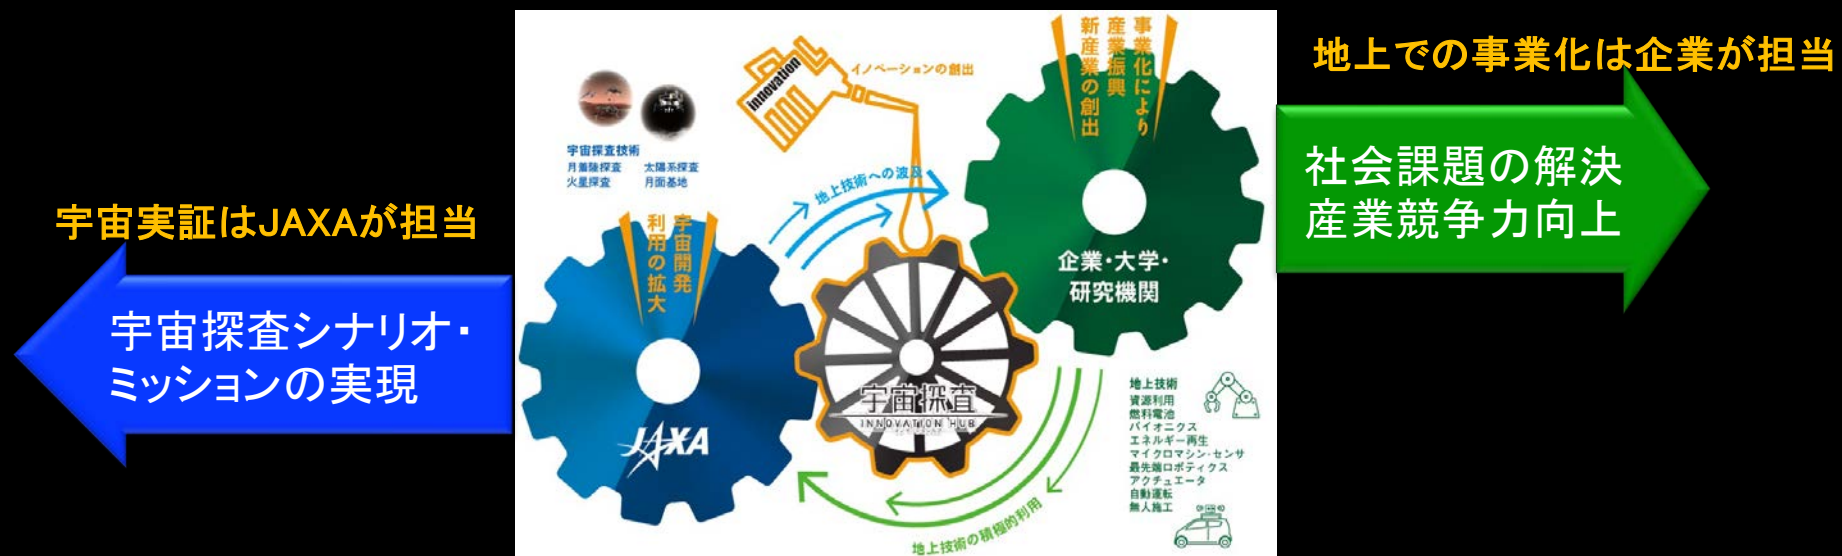 宇宙実証はJAXAが担当
宇宙探査シナリオ・
ミッションの実現
innovation
イノベーションの創出
宇宙探査技術
月着陸探査
火星探査
太陽系探査
月面基地
地上技術への波及
宇宙開発
利用の拡大
JAXA
宇宙探査
INNOVATION HUB
事業化により
産業振興
新産業の創出
企業・大学・
研究機関
地上技術
資源利用
燃料電池
バイオニクス
エネルギー再生
マイクロマシン・センサ
最先端ロボティクス
アクチュエータ
自動運転
無人施工
地上技術の積極的利用
地上での事業化は企業が担当
社会課題の解決
産業競争力向上